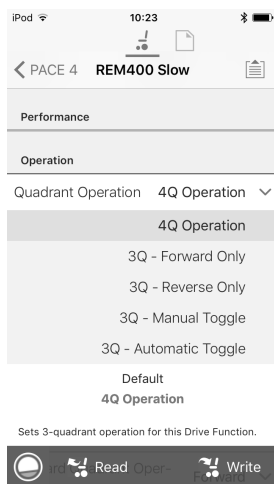 iPod 10:23
PACE 4 REM400 Slow
Performance
Operation
Quadrant Operation 4Q Operation
4Q Operation
3Q - Forward Only
3Q - Reverse Only
3Q - Manual Toggle
3Q - Automatic Toggle
Default
4Q Operation
Sets 3-quadrant operation for this Drive Function.
Read Write